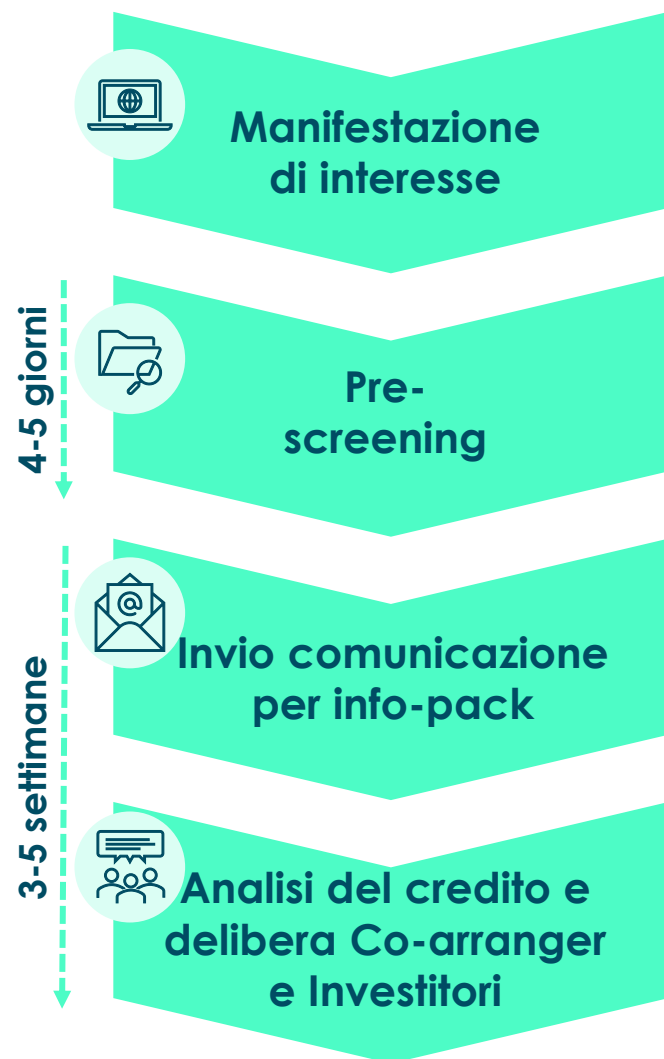 Manifestazione
di interesse
4-5 giorni
Pre-
screening
3-5 settimane
@
Invio comunicazione
per info-pack
Analisi del credito e
delibera Co-arranger
e Investitori